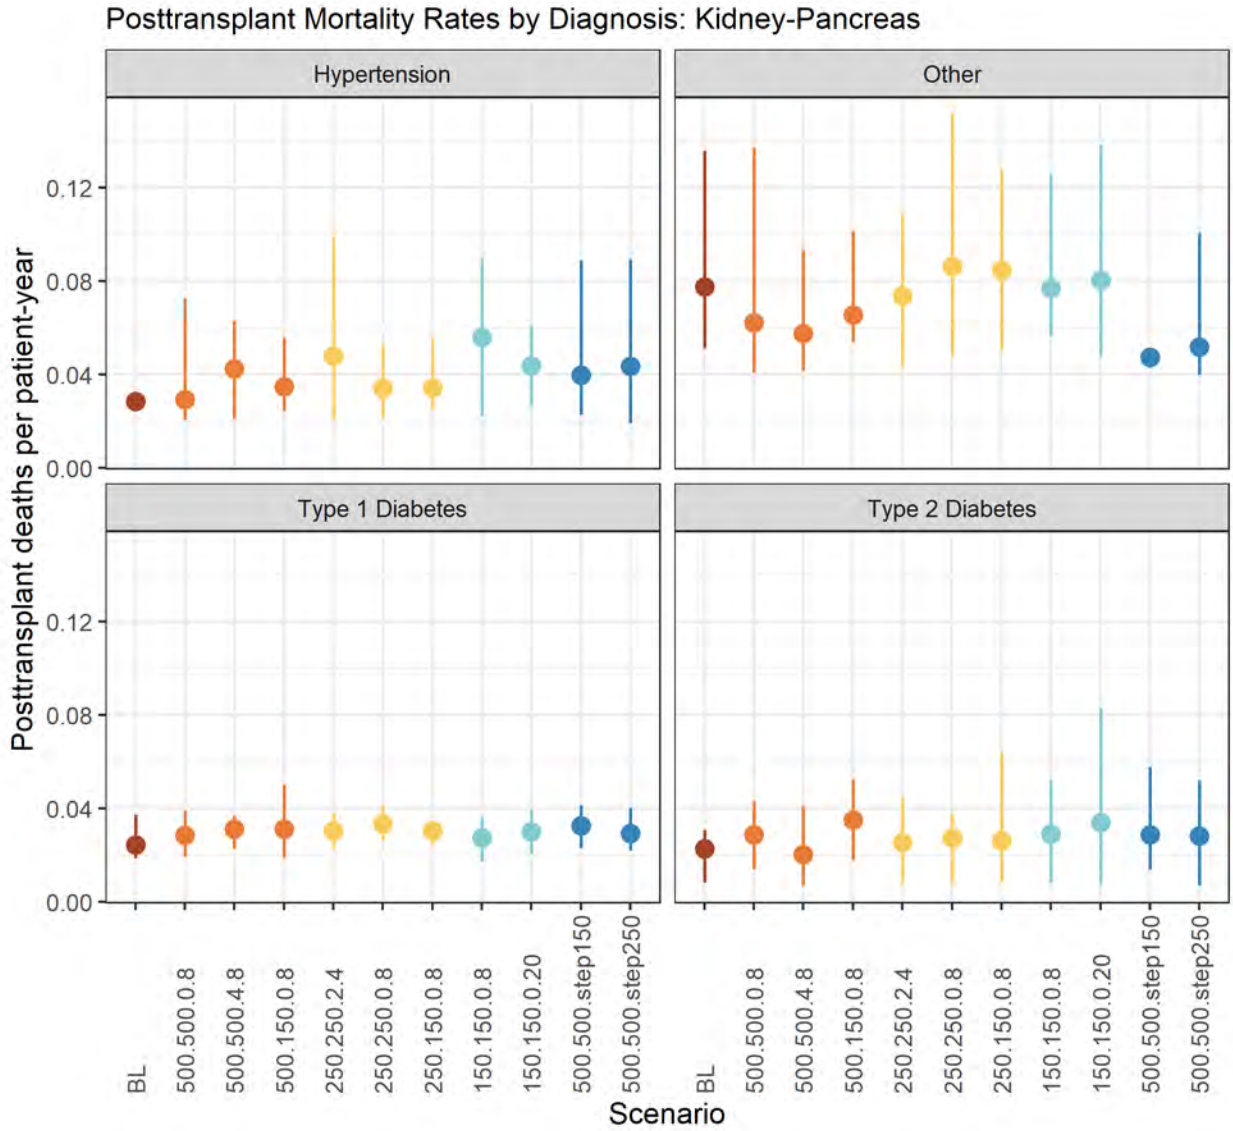 Posttransplant Mortality Rates by Diagnosis: Kidney-Pancreas
Hypertension
Other
Posttransplant deaths per patient-year
0.12
0.08
0.04
0.00
Type 1 Diabetes
Type 2 Diabetes
0.12
0.08
0.04
0.00
BL
500.500.0.8
500.500.4.8
500.150.0.8
250.250.2.4
250.250.0.8
250.150.0.8
150.150.0.8
150.150.0.20
500.500.step150
500.500.step250
BL
500.500.0.8
500.500.4.8
500.150.0.8
250.250.2.4
250.250.0.8
250.150.0.8
150.150.0.8
150.150.0.20
500.500.step150
500.500.step250
Scenario